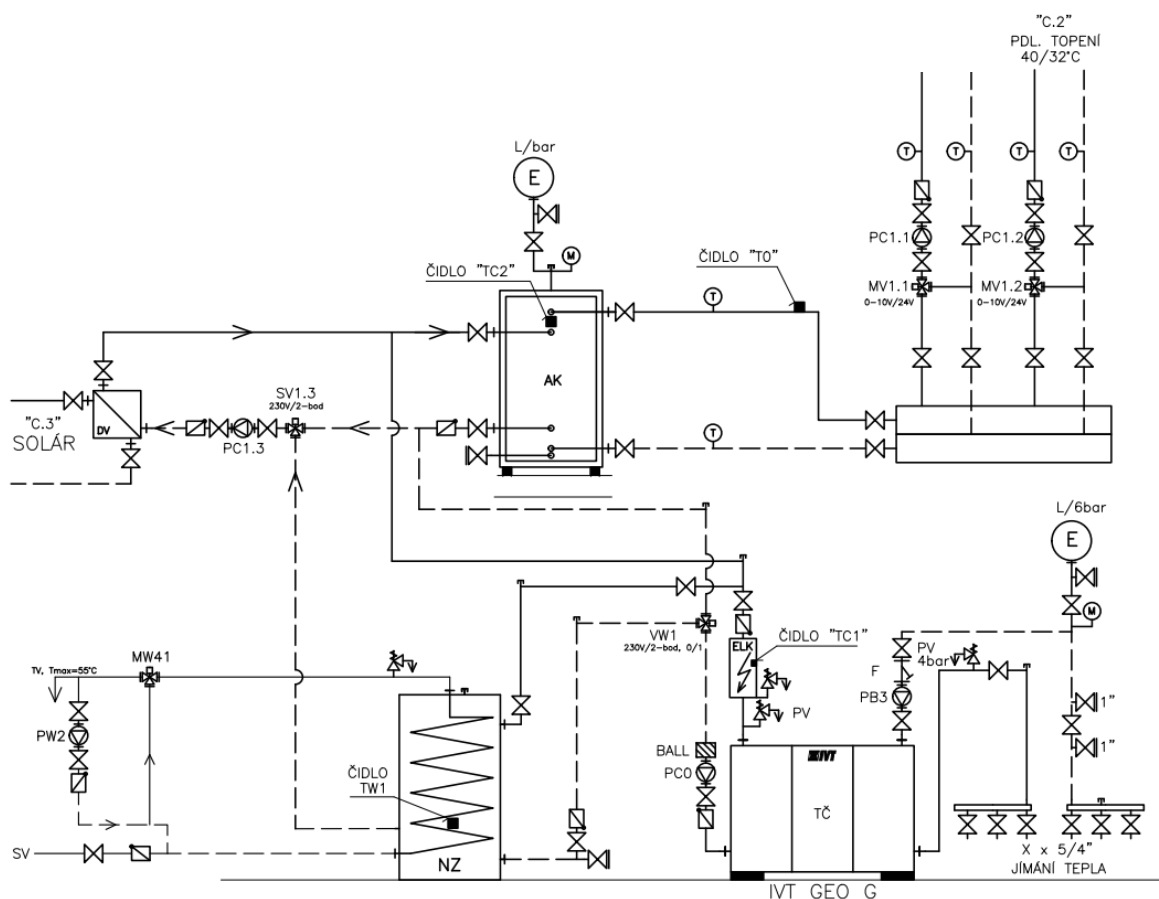 "C.2"
PDL. TOPENÍ
40/32°C
L/bar
E
M
ČIDLO "TC2"
ČIDLO "T0"
T
T
T
T
PC1.1
PC1.2
MV1.1
0-10V/24V
MV1.2
0-10V/24V
T
AK
SV1.3
230V/2-bod
"C.3"
SOLÁR
DV
PC1.3
T
L/6bar
E
M
VW1
230V/2-bod, 0/1
ČIDLO "TC1"
ELK
PV
4bar
F
PB3
1"
1"
MW41
TV, Tmax=55°C
PW2
PV
BALL
PC0
IVT
ČIDLO
TW1
TČ
SV
NZ
X x 5/4"
JÍMÁNÍ TEPLA
IVT GEO G